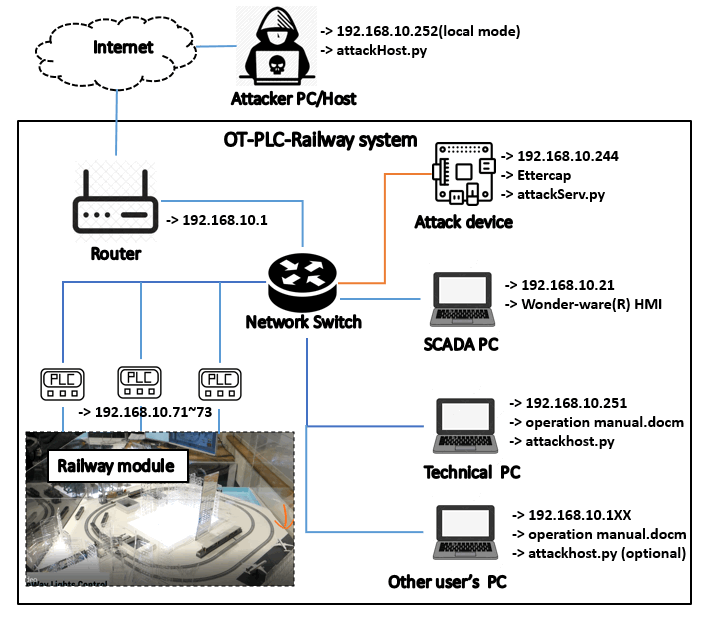 Internet
-> 192.168.10.252(local mode)
-> attackHost.py
Attacker PC/Host
OT-PLC-Railway system
-> 192.168.10.244
-> Ettercap
-> attackServ.py
Attack device
-> 192.168.10.1
Router
Network Switch
-> 192.168.10.21
-> Wonder-ware(R) HMI
SCADA PC
PLC
PLC
PLC
-> 192.168.10.71~73
Railway module
-> 192.168.10.251
-> operation manual.docm
-> attackhost.py
Technical PC
-> 192.168.10.1XX
-> operation manual.docm
-> attackhost.py (optional)
Other user's PC
Way Lights Control